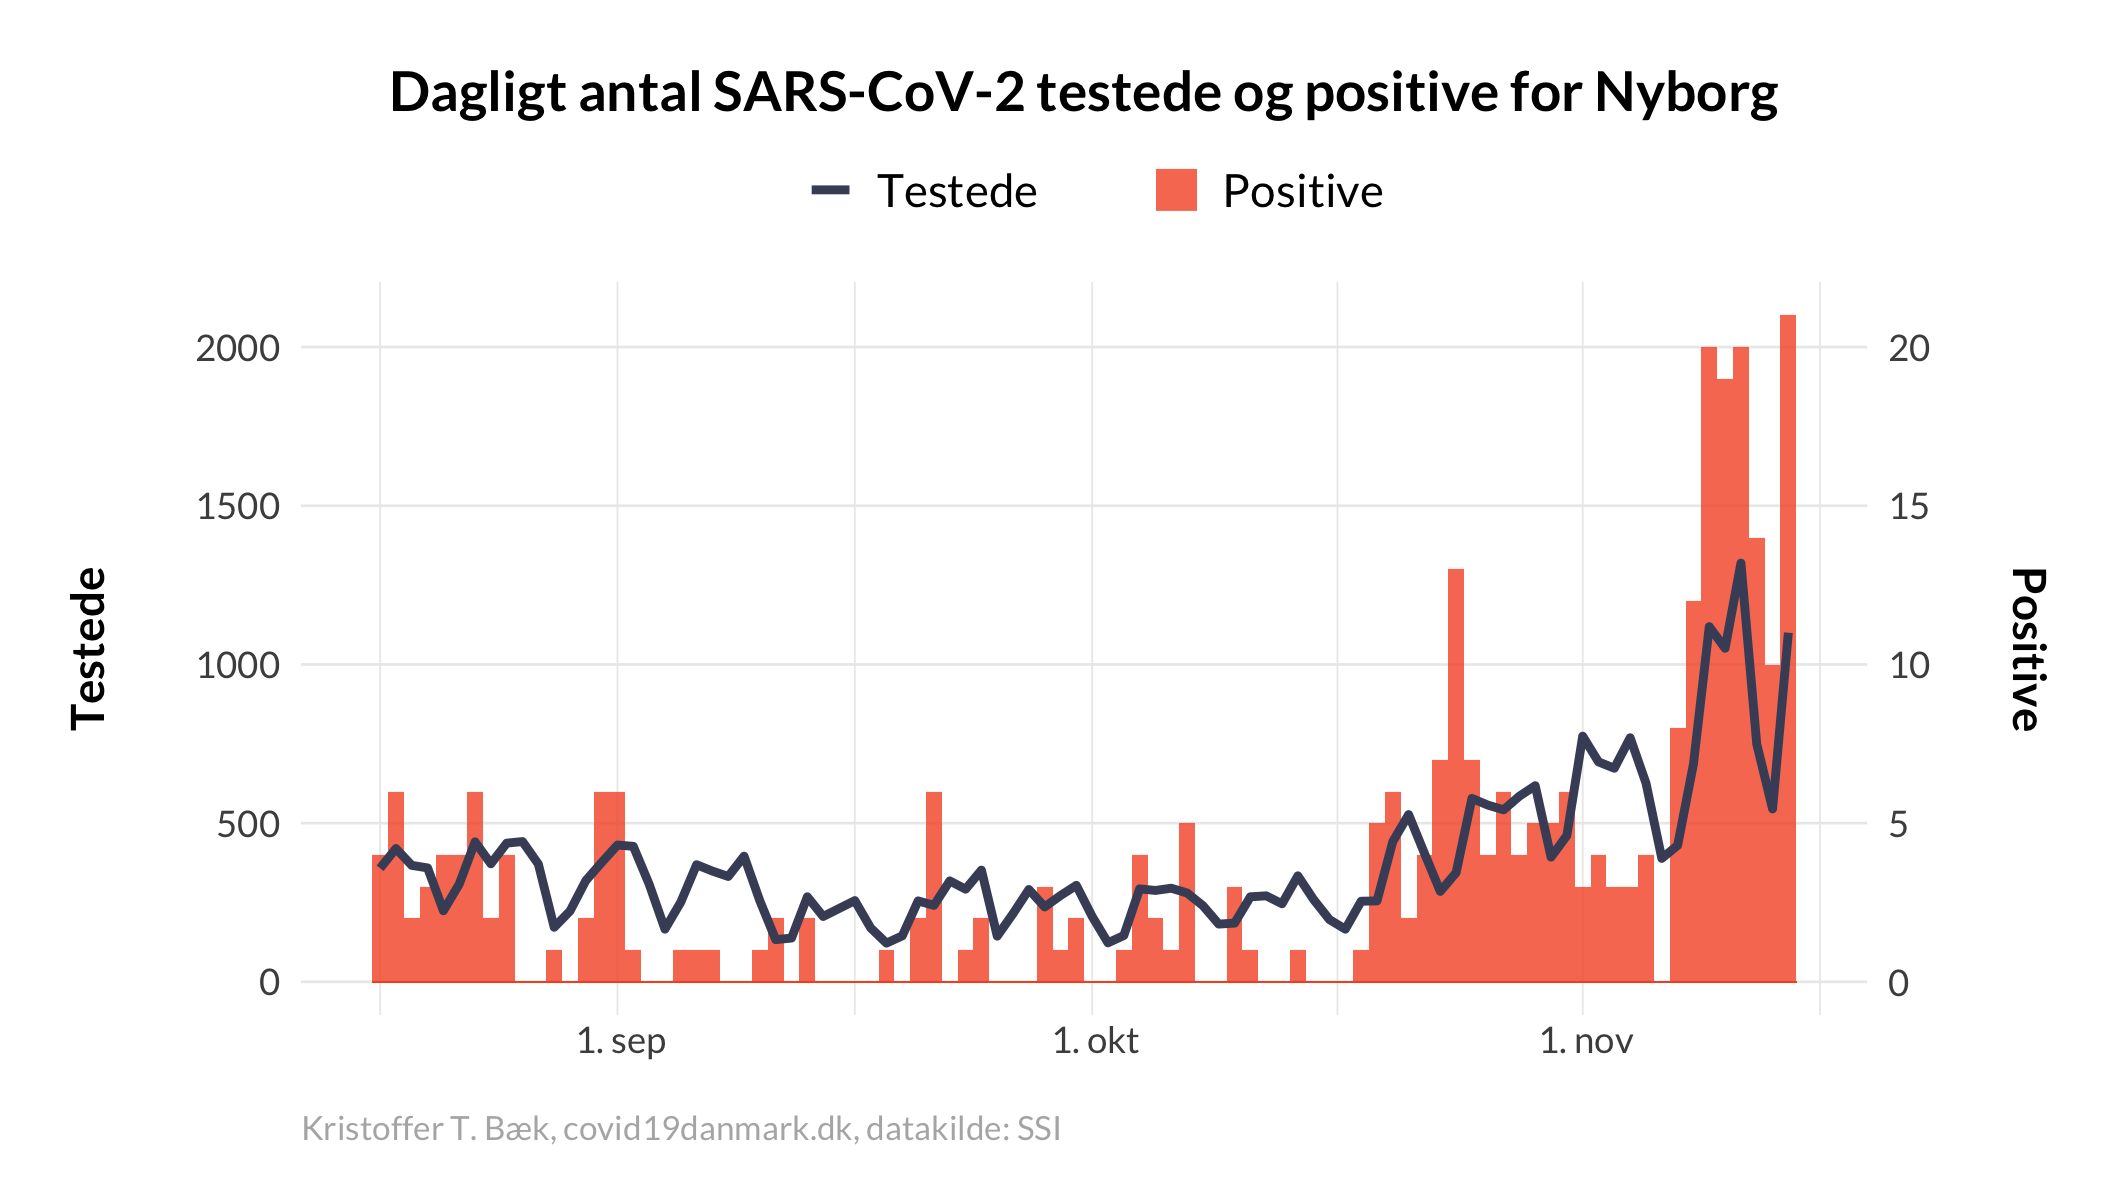 Dagligt antal SARS-CoV-2 testede og positive for Nyborg
Testede
Positive
2000
1500
1000
500
0
Testede
20
15
10
5
0
Positive
1. sep
1. okt
1. nov
Kristoffer T. Bæk, covid19danmark.dk, datakilde: SSI